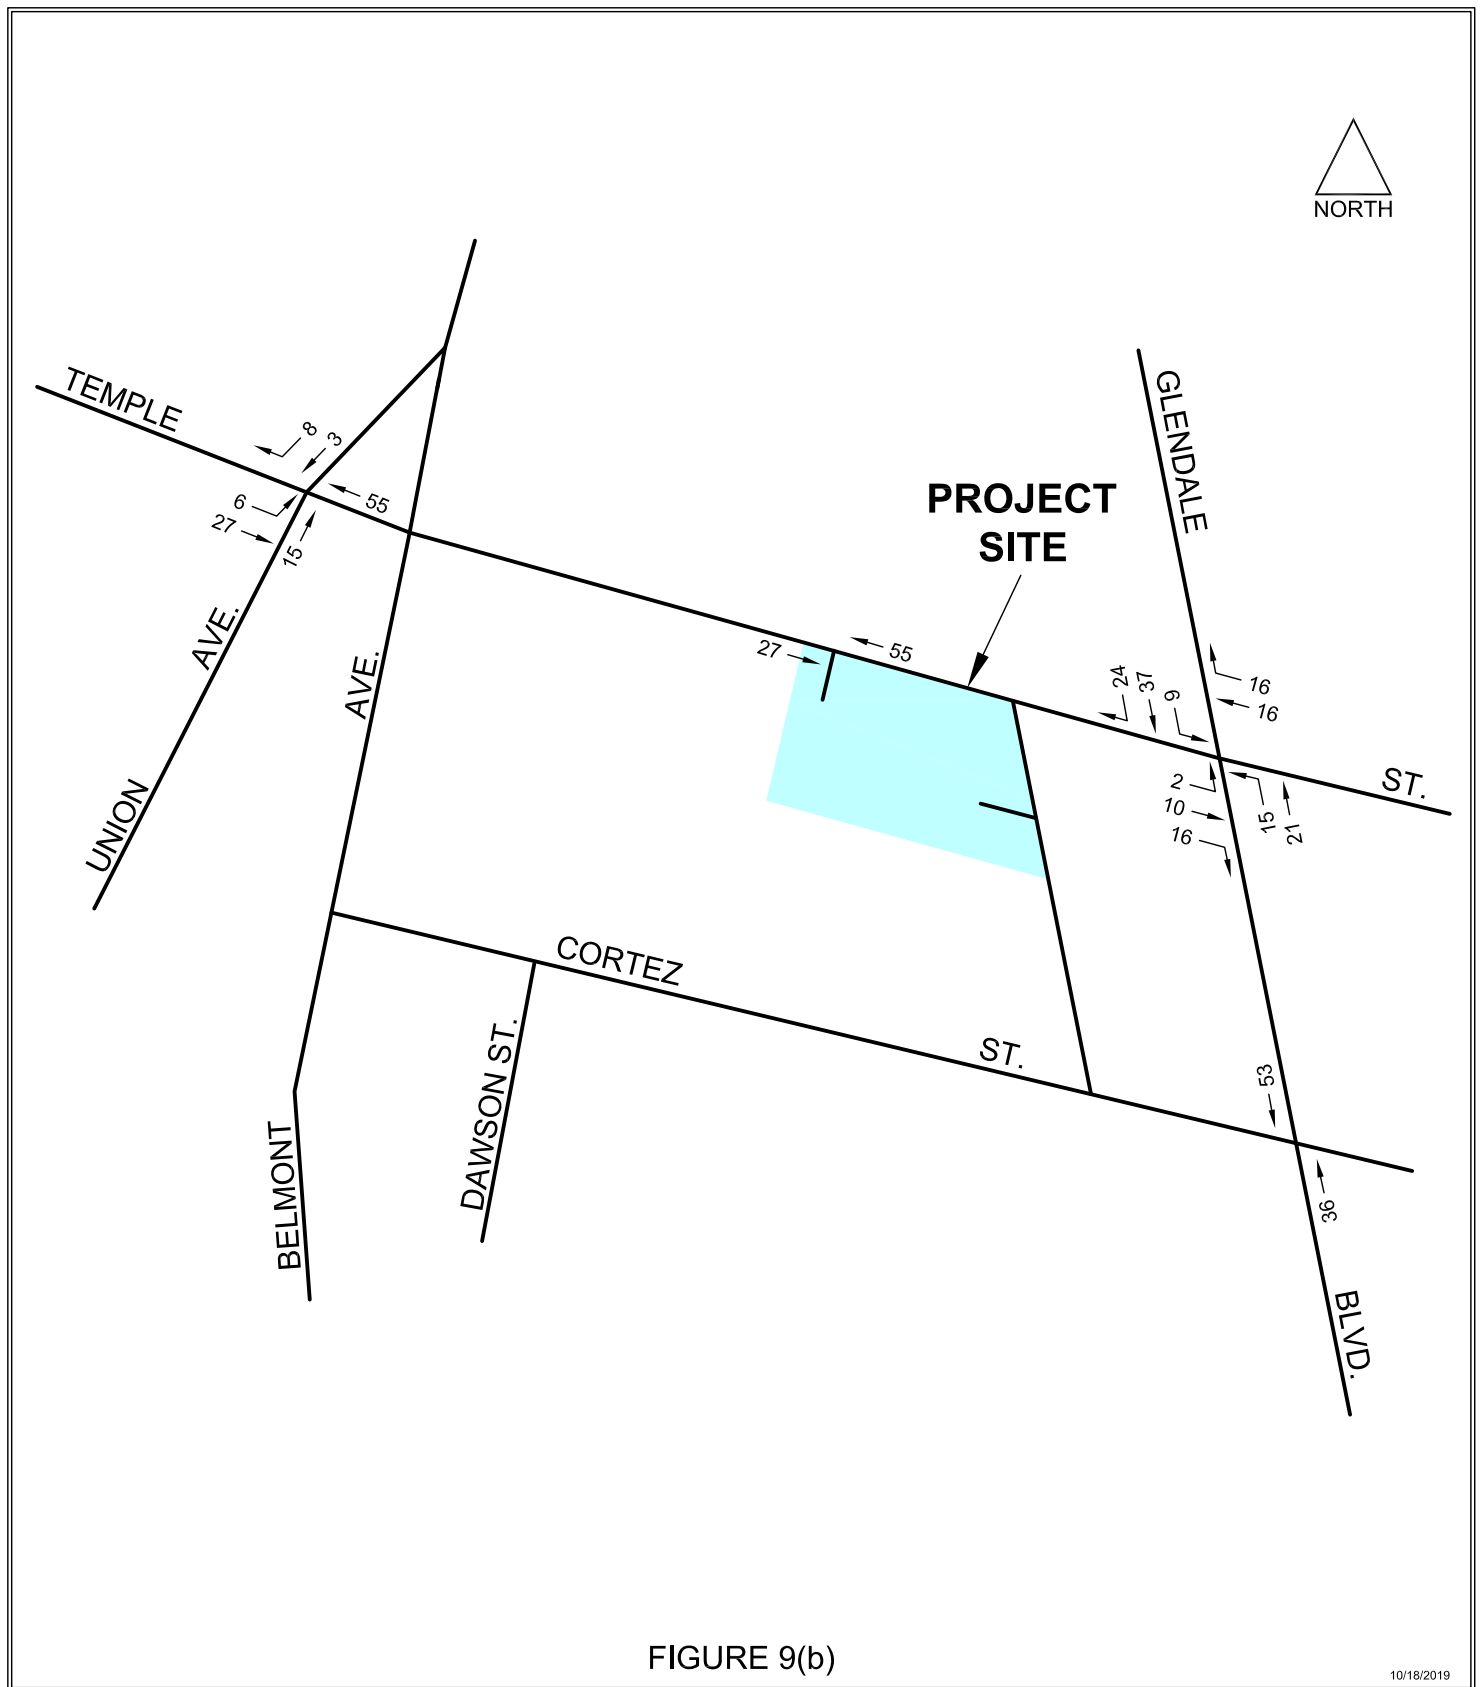 NORTH
TEMPLE
GLENDALE
8
3
6
55
27
15
PROJECT
SITE
AVE.
AVE.
27
55
24
37
9
16
16
ST.
2
10
16
15
21
UNION
CORTEZ
ST.
DAWSON ST.
53
BELMONT
36
BLVD.
FIGURE 9(b)
10/18/2019